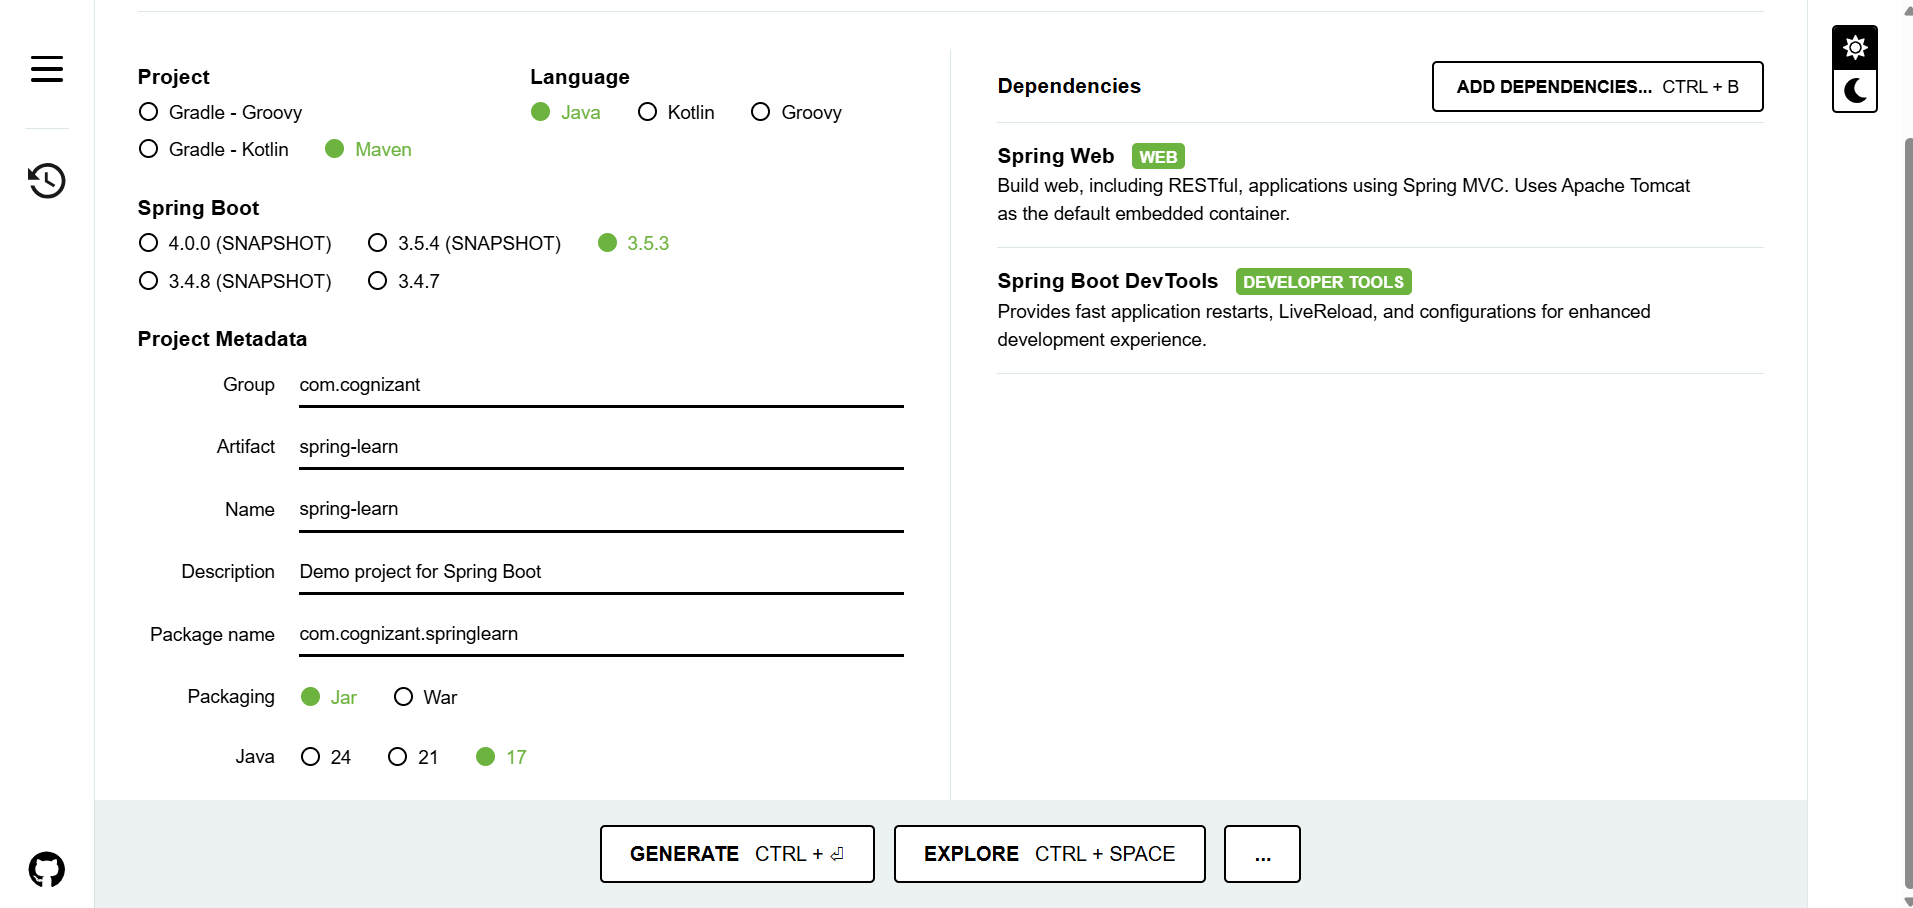 Project
Gradle - Groovy
Gradle - Kotlin Maven
Language
Java Kotlin Groovy
Spring Boot
4.0.0 (SNAPSHOT) 3.5.4 (SNAPSHOT) 3.5.3
3.4.8 (SNAPSHOT) 3.4.7
Project Metadata
Group com.cognizant
Artifact spring-learn
Name spring-learn
Description Demo project for Spring Boot
Package name com.cognizant.springlearn
Packaging Jar War
Java 24 21 17
Dependencies ADD DEPENDENCIES... CTRL + B
Spring Web WEB
Build web, including RESTful, applications using Spring MVC. Uses Apache Tomcat
as the default embedded container.
Spring Boot DevTools DEVELOPER TOOLS
Provides fast application restarts, LiveReload, and configurations for enhanced
development experience.
GENERATE CTRL + ⏎ EXPLORE CTRL + SPACE ...